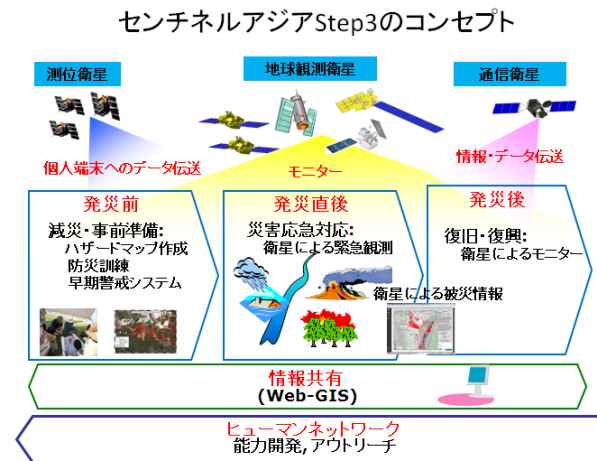 センチネルアジアStep3のコンセプト
測位衛星
地球観測衛星
通信衛星
個人端末へのデータ伝送
モニター
情報・データ伝送
発災前
減災・事前準備:
ハザードマップ作成
防災訓練
早期警戒システム
発災直後
災害応急対応:
衛星による緊急観測
衛星による被災情報
発災後
復旧・復興:
衛星によるモニター
情報共有
(Web-GIS)
ヒューマンネットワーク
能力開発,アウトリーチ